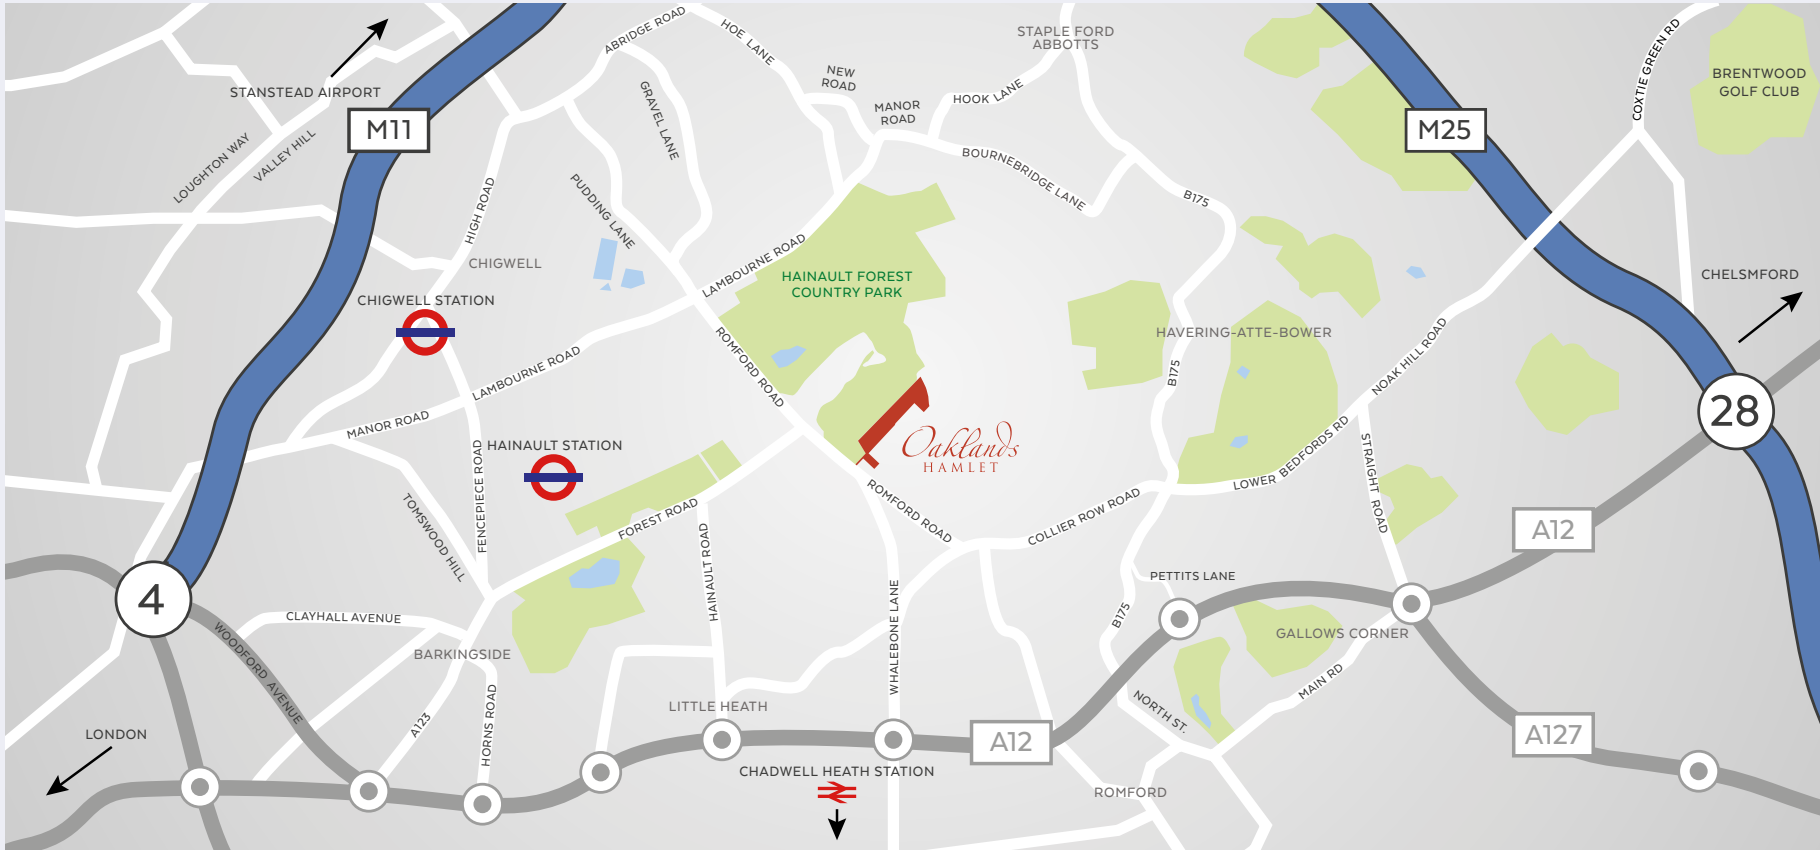 ABRIDGE ROAD
HOE LANE
STAPLE FORD
ABBOTTS
COXTIE GREEN RD
BRENTWOOD
GOLF CLUB
STANSTEAD AIRPORT
M11
NEW
ROAD
MANOR
ROAD
HOOK LANE
M25
GRAVEL LANE
LOUGHTON WAY
VALLEY HILL
BOURNEBRIDGE LANE
B175
HIGH ROAD
PUDDING LANE
CHIGWELL
LAMBOURNE ROAD
HAINAULT FOREST
COUNTRY PARK
CHELSMFORD
CHIGWELL STATION
HAVERING-ATTE-BOWER
ROMFORD ROAD
LAMBOURNE ROAD
B175
NOAK HILL ROAD
28
MANOR ROAD
HAINAULT STATION
Oaklands
HAMLET
FENCEPIECE ROAD
LOWER BEDFORDS RD
STRAIGHT ROAD
TOMSWOOD HILL
FOREST ROAD
ROMFORD ROAD
COLLIER ROW ROAD
A12
HAINAULT ROAD
PETTITS LANE
4
WHALEBONE LANE
B175
CLAYHALL AVENUE
WOODFORD AVENUE
BARKINGSIDE
GALLOWS CORNER
MAIN RD
HORNS ROAD
A123
LITTLE HEATH
NORTH ST.
LONDON
A12
A127
CHADWELL HEATH STATION
ROMFORD